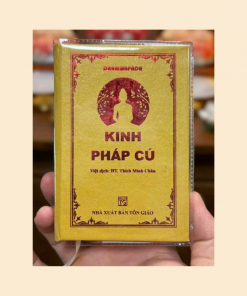 DHAMMAPADA
KINH
PHÁP CÚ
Việt dịch: HT. Thích Minh Châu
NHÀ XUẤT BẢN TÔN GIÁO